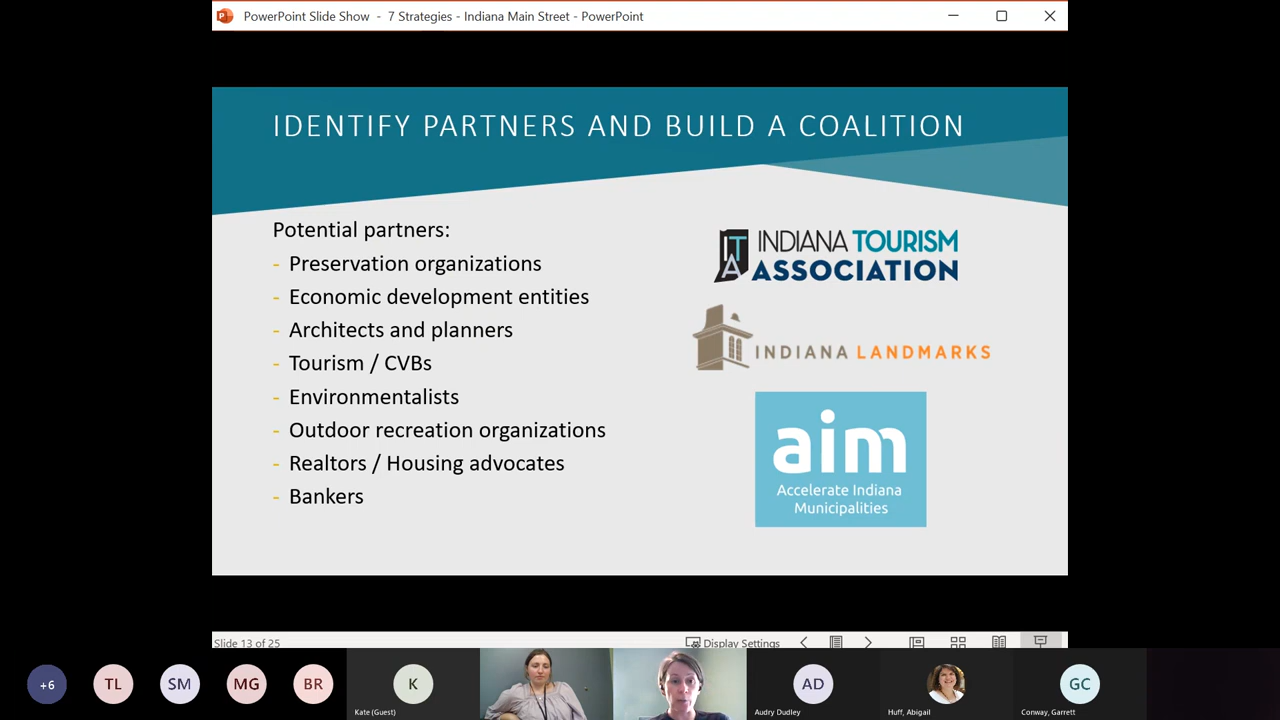 PowerPoint Slide Show - 7 Strategies - Indiana Main Street - PowerPoint
IDENTIFY PARTNERS AND BUILD A COALITION
Potential partners:
- Preservation organizations
- Economic development entities
- Architects and planners
- Tourism / CVBs
- Environmentalists
- Outdoor recreation organizations
- Realtors / Housing advocates
- Bankers
ITA
INDIANA TOURISM
ASSOCIATION
INDIANA LANDMARKS
aim
Accelerate Indiana
Municipalities
Slide 13 of 25
Display Settings
+6
TL
SM
MG
BR
K
Kate (Guest)
AD
Audry Dudley
Huff, Abigail
GC
Conway, Garrett